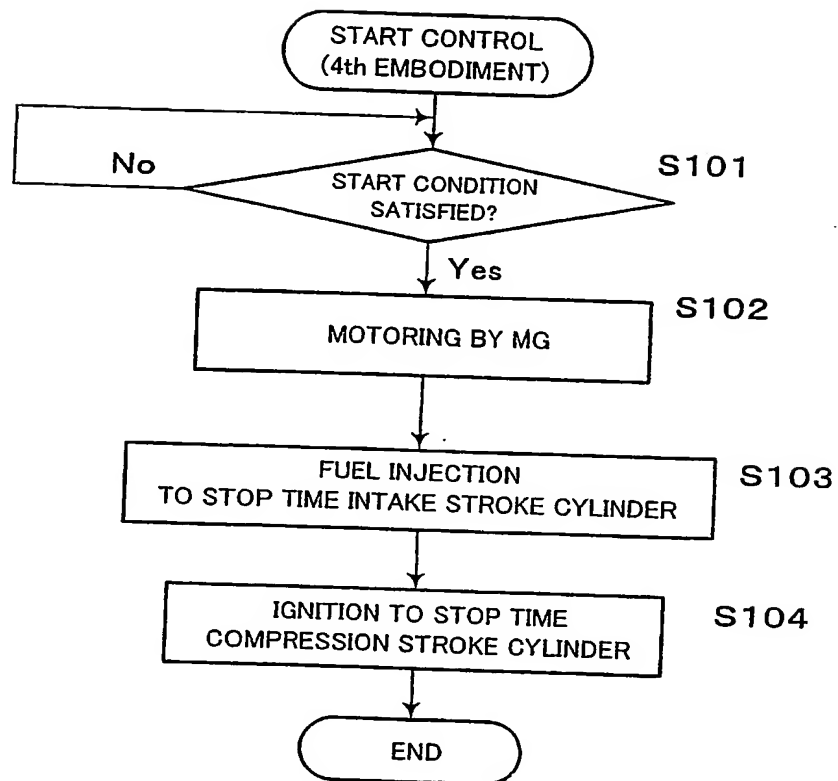 START CONTROL
(4th EMBODIMENT)
No
START CONDITION
SATISFIED?
S101
Yes
MOTORING BY MG
S102
FUEL INJECTION
TO STOP TIME INTAKE STROKE CYLINDER
S103
IGNITION TO STOP TIME
COMPRESSION STROKE CYLINDER
S104
END